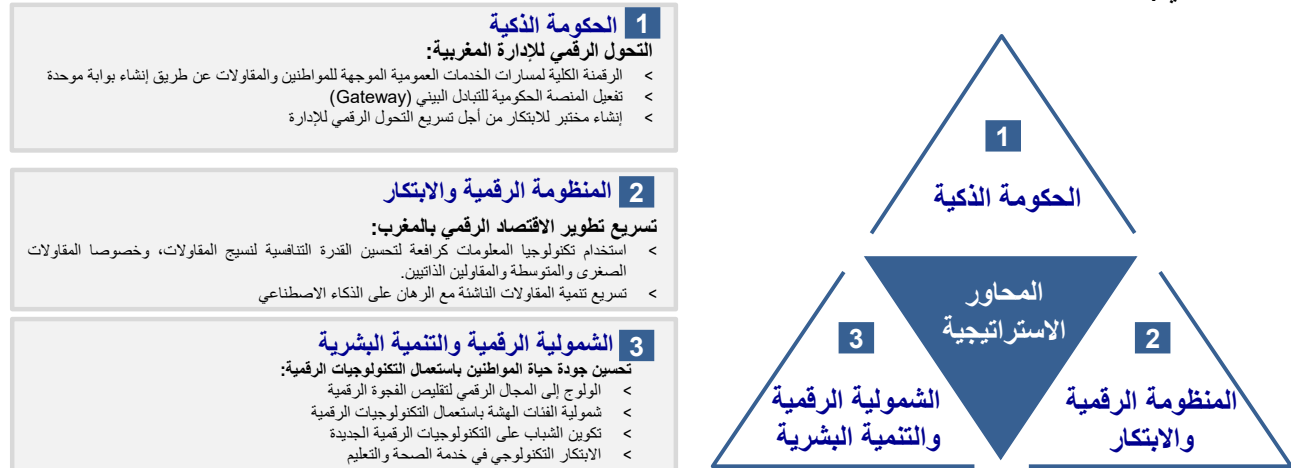 1 الحكومة الذكية
التحول الرقمي للإدارة المغربية:
> الرقمنة الكلية لمسارات الخدمات العمومية الموجهة للمواطنين والمقاولات عن طريق إنشاء بوابة موحدة
> تفعيل المنصة الحكومية للتبادل البيني (Gateway)
> إنشاء مختبر للابتكار من أجل تسريع التحول الرقمي للإدارة
2 المنظومة الرقمية والابتكار
تسريع تطوير الاقتصاد الرقمي بالمغرب:
> استخدام تكنولوجيا المعلومات كرافعة لتحسين القدرة التنافسية لنسيج المقاولات، وخصوصا المقاولات
الصغرى والمتوسطة والمقاولين الذاتيين.
> تسريع تنمية المقاولات الناشئة مع الرهان على الذكاء الاصطناعي
3 الشمولية الرقمية والتنمية البشرية
تحسين جودة حياة المواطنين باستعمال التكنولوجيات الرقمية:
> الولوج إلى المجال الرقمي لتقليص الفجوة الرقمية
> شمولية الفئات الهشة باستعمال التكنولوجيات الرقمية
> تكوين الشباب على التكنولوجيات الرقمية الجديدة
> الابتكار التكنولوجي في خدمة الصحة والتعليم
1
الحكومة الذكية
المحاور
الاستراتيجية
2
المنظومة الرقمية
والابتكار
3
الشمولية الرقمية
والتنمية البشرية